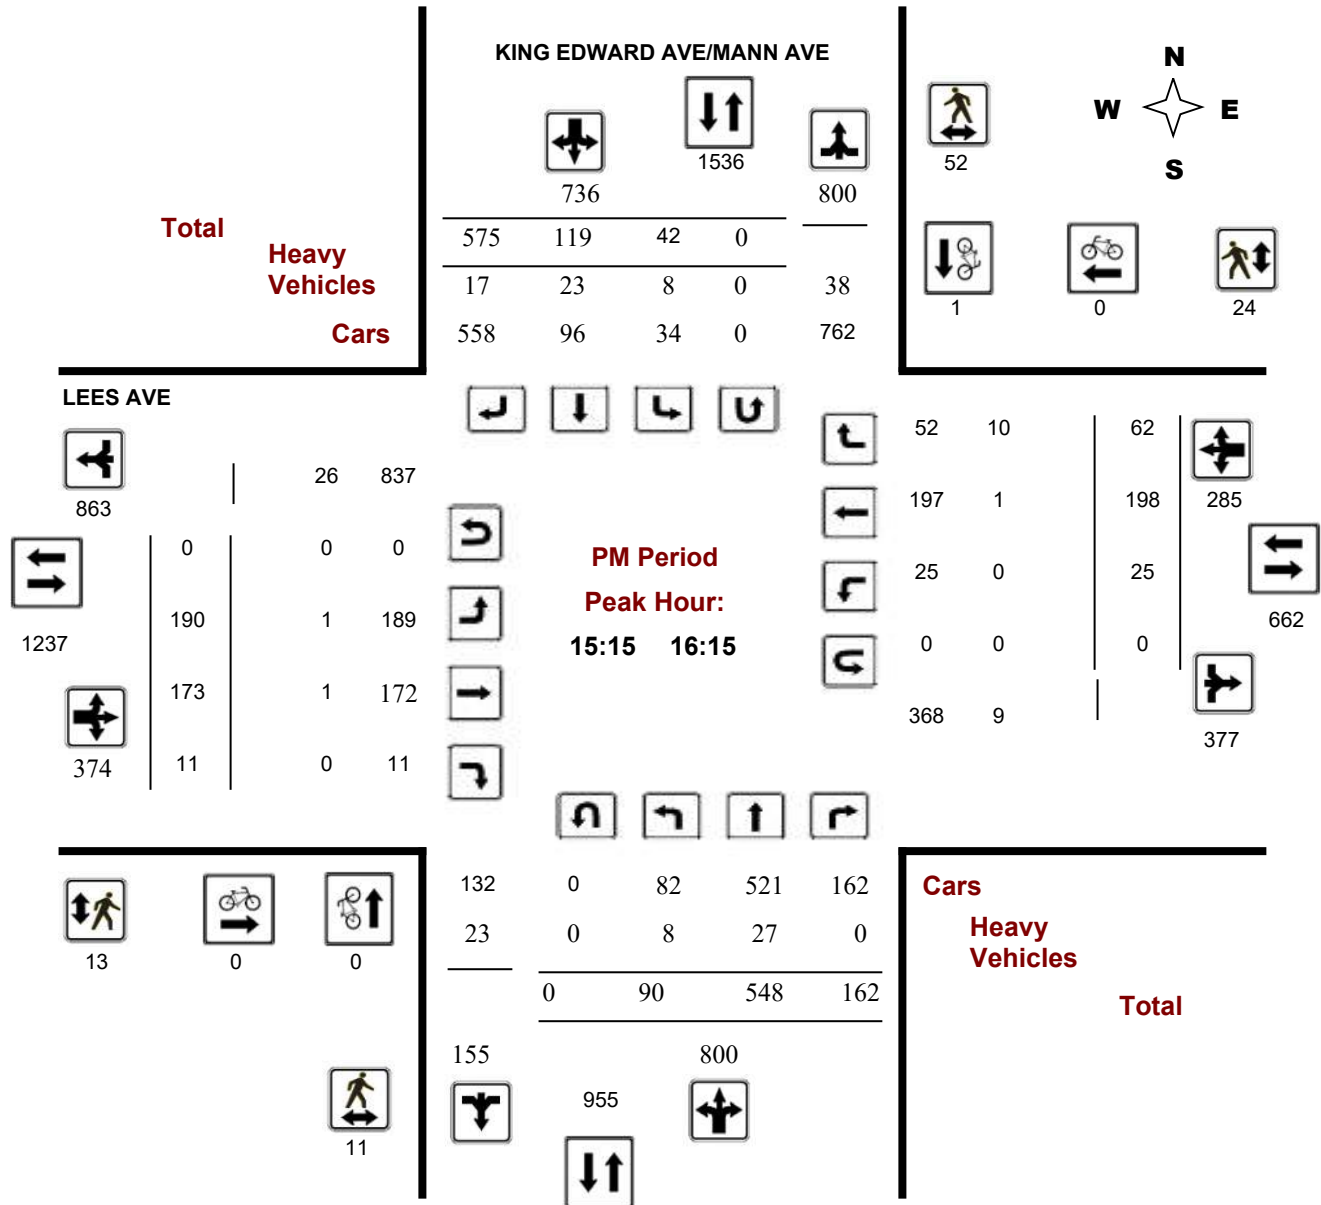 KING EDWARD AVE/MANN AVE
N
W E
S
1536
52
736
800
Total
575 119 42 0
Heavy
Vehicles
17 23 8 0 38
1 0 24
Cars
558 96 34 0 762
LEES AVE
52 10 62
26 837
863
197 1 198 285
0 0 0
PM Period
25 0 25
Peak Hour:
190 1 189
662
1237
15:15 16:15
0 0 0
173 1 172
368 9
377
374 11 0 11
132 0 82 521 162
Cars
23 0 8 27 0
Heavy
Vehicles
13 0 0
0 90 548 162
Total
155 800
955
11